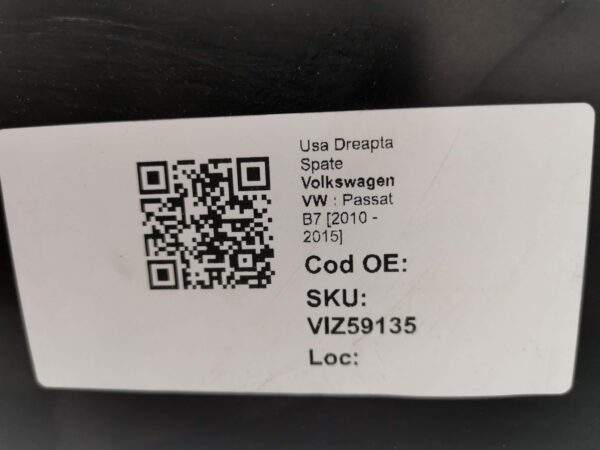 Usa Dreapta
Spate
Volkswagen
VW : Passat
B7 [2010 -
2015]
Cod OE:
SKU:
VIZ59135
Loc: